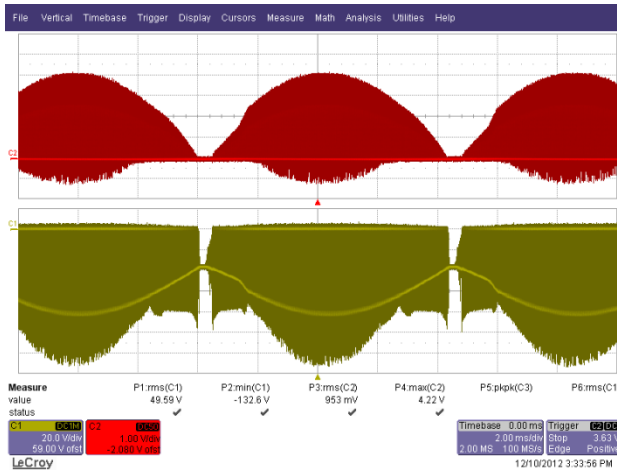 File Vertical Timebase Trigger Display Cursors Measure Math Analysis Utilities Help
C2
C1
Measure P1:rms(C1) P2:min(C1) P3:rms(C2) P4:max(C2) P5:pkpk(C3) P6:rms(C1
value 49.59 V -132.6 V 953 mV 4.22 V
status
C1 DC1M C2 DC50 Timebase 0.00 ms Trigger C2 DC
20.0 V/div 1.00 V/div 2.00 ms/div Stop 3.63 V
59.00 V ofst -2.080 V ofst 2.00 MS 100 MS/s Edge Positive
LeCroy 12/10/2012 3:33:56 PM